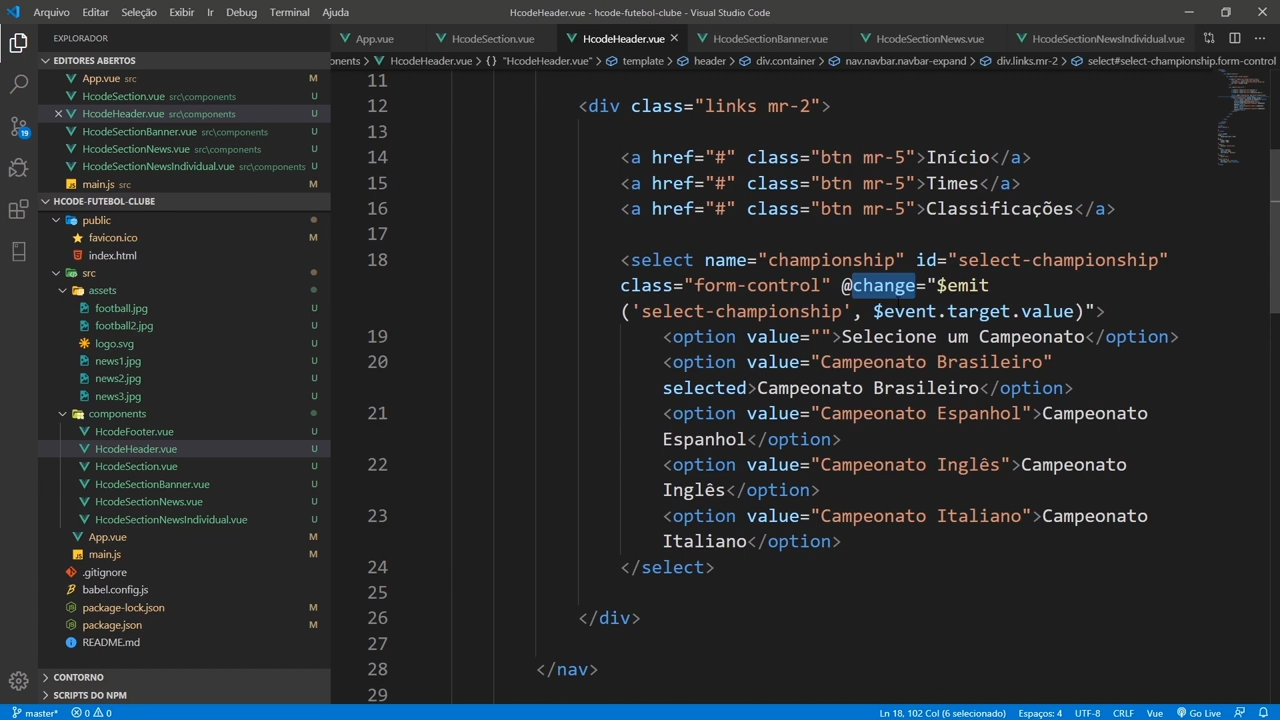 Arquivo Editar Seleção Exibir Ir Debug Terminal Ajuda HcodeHeader.vue - hcode-futebol-clube - Visual Studio Code
EXPLORADOR
EDITORES ABERTOS
App.vue src M
HcodeSection.vue src\components U
HcodeHeader.vue src\components U
HcodeSectionBanner.vue src\components U
HcodeSectionNews.vue src\components U
HcodeSectionNewsIndividual.vue src\components U
main.js src M
HCODE-FUTEBOL-CLUBE
public
favicon.ico M
index.html
src
assets
football.jpg U
football2.jpg U
logo.svg U
news1.jpg U
news2.jpg U
news3.jpg U
components
HcodeFooter.vue U
HcodeHeader.vue U
HcodeSection.vue U
HcodeSectionBanner.vue U
HcodeSectionNews.vue U
HcodeSectionNewsIndividual.vue U
App.vue M
main.js M
.gitignore
babel.config.js
package-lock.json M
package.json M
README.md
CONTORNO
SCRIPTS DO NPM
19
App.vue HcodeSection.vue HcodeHeader.vue HcodeSectionBanner.vue HcodeSectionNews.vue HcodeSectionNewsIndividual.vue
onents > HcodeHeader.vue > {} "HcodeHeader.vue" > template > header > div.container > nav.navbar.navbar-expand > div.links.mr-2 > select#select-championship.form-control
11
12 <div class="links mr-2">
13
14 <a href="#" class="btn mr-5">Início</a>
15 <a href="#" class="btn mr-5">Times</a>
16 <a href="#" class="btn mr-5">Classificações</a>
17
18 <select name="championship" id="select-championship"
class="form-control" @change="$emit
('select-championship', $event.target.value)">
19 <option value="">Selecione um Campeonato</option>
20 <option value="Campeonato Brasileiro"
selected>Campeonato Brasileiro</option>
21 <option value="Campeonato Espanhol">Campeonato
Espanhol</option>
22 <option value="Campeonato Inglês">Campeonato
Inglês</option>
23 <option value="Campeonato Italiano">Campeonato
Italiano</option>
24 </select>
25
26 </div>
27
28 </nav>
29
master* 0 0 Ln 18, 102 Col (6 selecionado) Espaços: 4 UTF-8 CRLF Vue Go Live